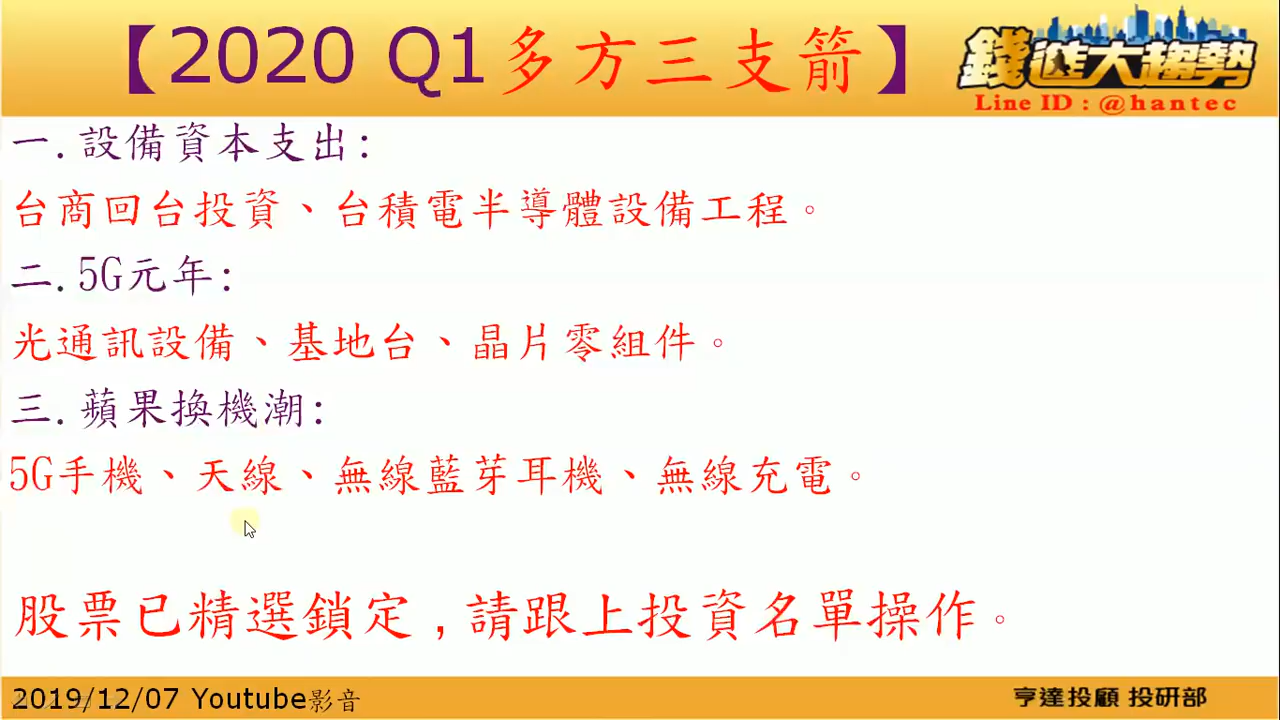 【2020 Q1多方三支箭】
錢進大趨勢
Line ID：@hantec
一.設備資本支出:
台商回台投資、台積電半導體設備工程。
二.5G元年:
光通訊設備、基地台、晶片零組件。
三.蘋果換機潮:
5G手機、天線、無線藍芽耳機、無線充電。
股票已精選鎖定,請跟上投資名單操作。
2019/12/07 Youtube影音
亨達投顧 投研部